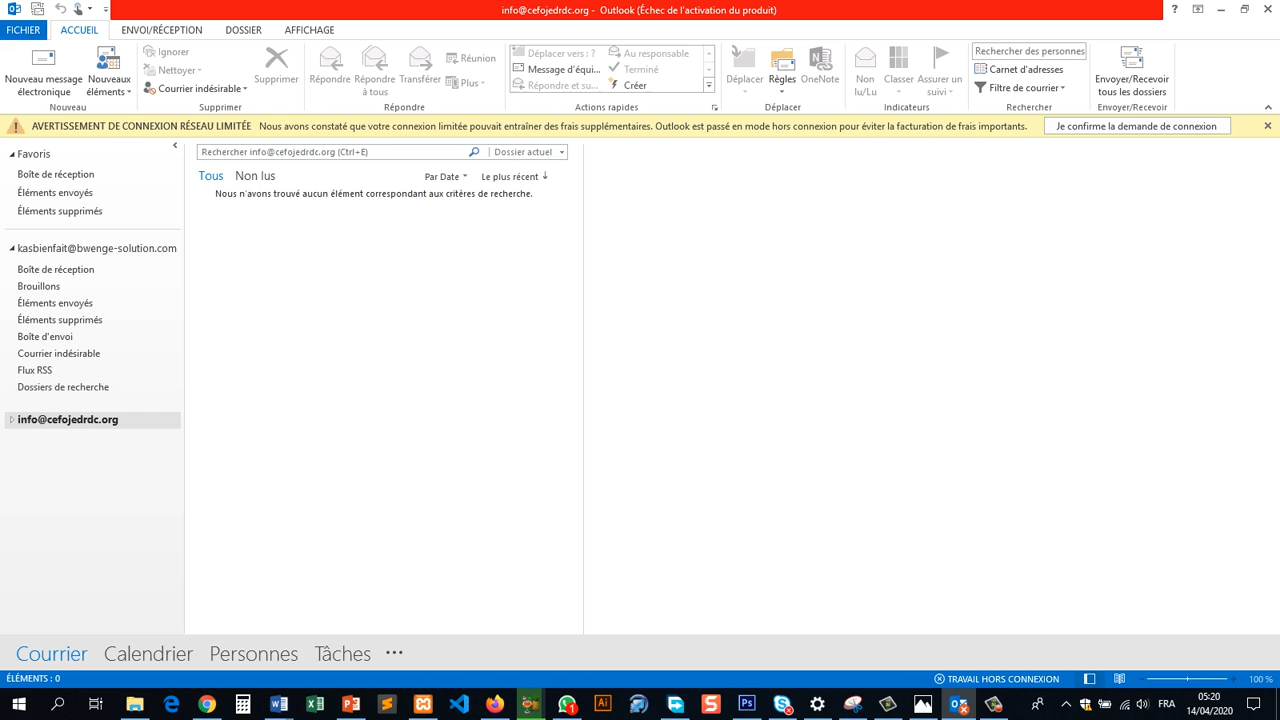 info@cefojedrdc.org - Outlook (Échec de l'activation du produit)
FICHIER ACCUEIL ENVOI/RÉCEPTION DOSSIER AFFICHAGE
Nouveau message électronique
Nouveaux éléments
Nouveau
Ignorer
Nettoyer
Courrier indésirable
Supprimer
Supprimer
Répondre
Répondre à tous
Transférer
Réunion
Plus
Répondre
Déplacer vers : ?
Message d'équi...
Répondre et su...
Au responsable
Terminé
Créer
Actions rapides
Déplacer
Règles
OneNote
Déplacer
Non lu/Lu
Classer
Assurer un suivi
Indicateurs
Rechercher des personnes
Carnet d'adresses
Filtre de courrier
Rechercher
Envoyer/Recevoir tous les dossiers
Envoyer/Recevoir
AVERTISSEMENT DE CONNEXION RÉSEAU LIMITÉE Nous avons constaté que votre connexion limitée pouvait entraîner des frais supplémentaires. Outlook est passé en mode hors connexion pour éviter la facturation de frais importants. Je confirme la demande de connexion
Favoris
Boîte de réception
Éléments envoyés
Éléments supprimés
kasbienfait@bwenge-solution.com
Boîte de réception
Brouillons
Éléments envoyés
Éléments supprimés
Boîte d'envoi
Courrier indésirable
Flux RSS
Dossiers de recherche
info@cefojedrdc.org
Rechercher info@cefojedrdc.org (Ctrl+E) Dossier actuel
Tous Non lus Par Date Le plus récent
Nous n'avons trouvé aucun élément correspondant aux critères de recherche.
Courrier Calendrier Personnes Tâches ···
ÉLÉMENTS : 0 TRAVAIL HORS CONNEXION 100 %
FRA
05:20
14/04/2020